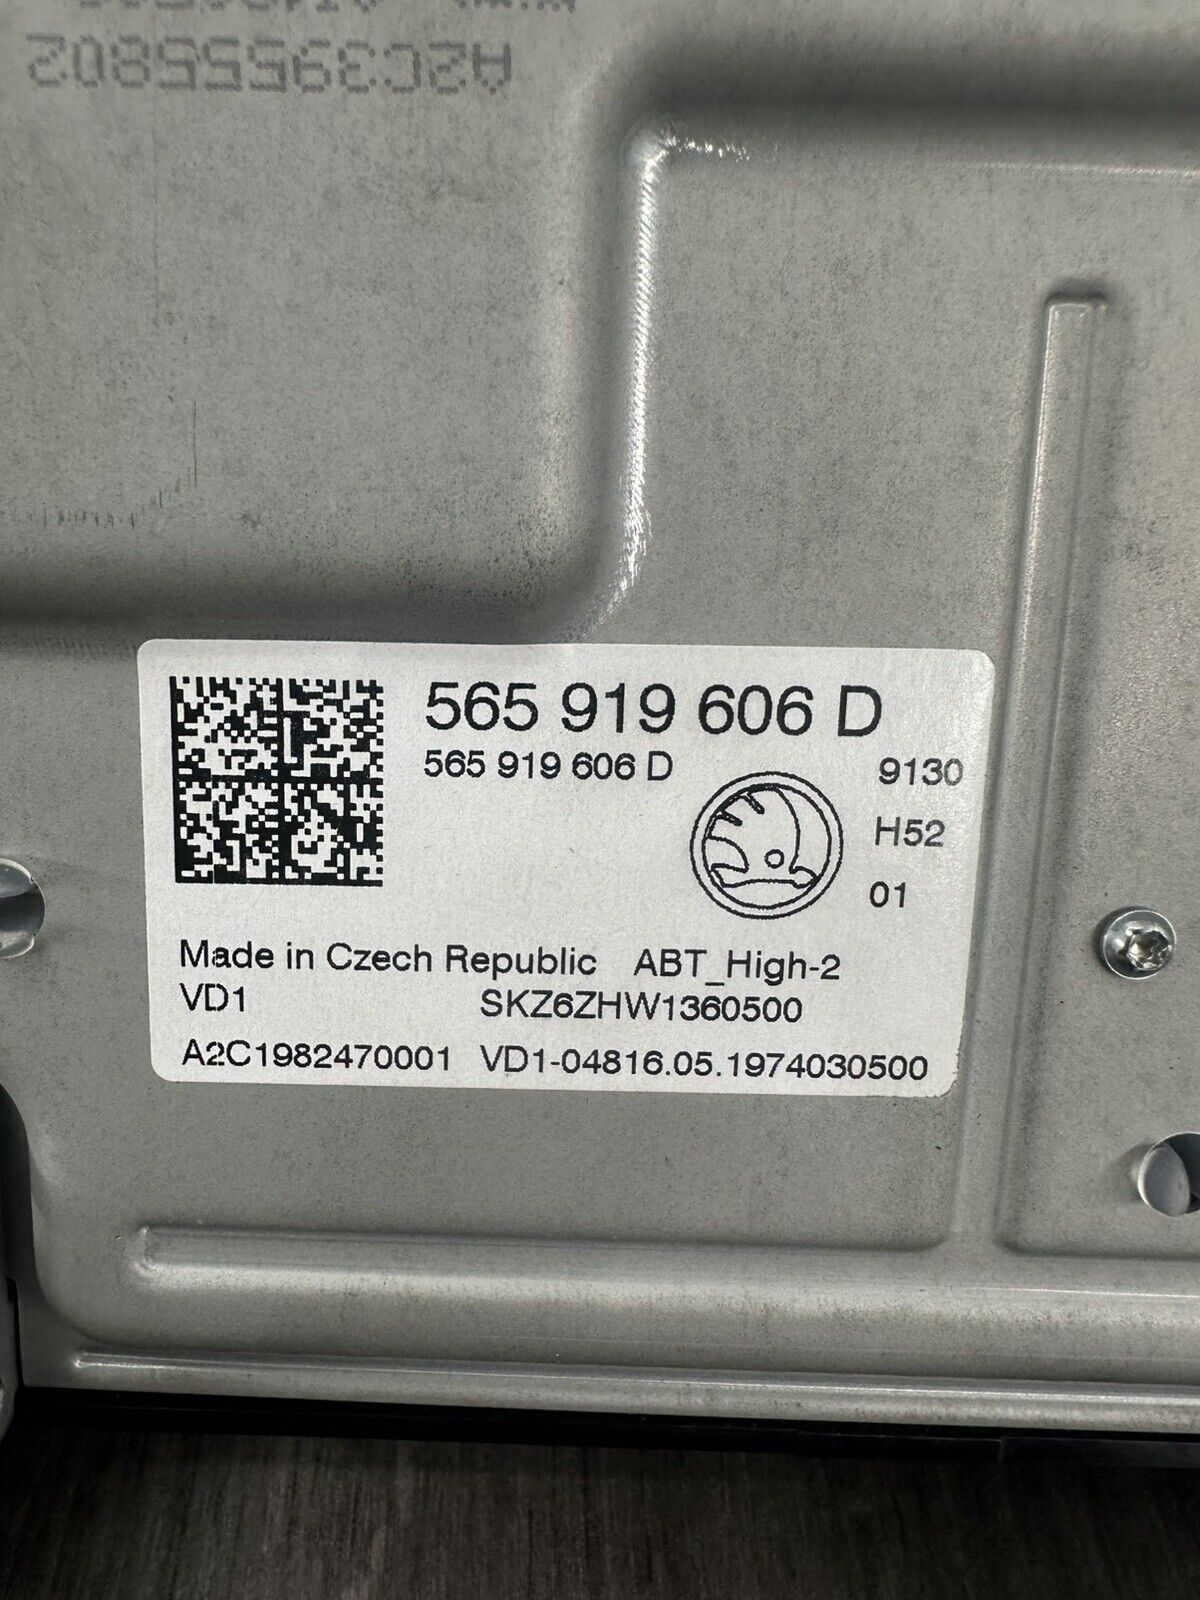 A2C39555802
565 919 606 D
565 919 606 D
9130
H52
01
Made in Czech Republic ABT_High-2
VD1 SKZ6ZHW1360500
A2C1982470001 VD1-04816.05.1974030500